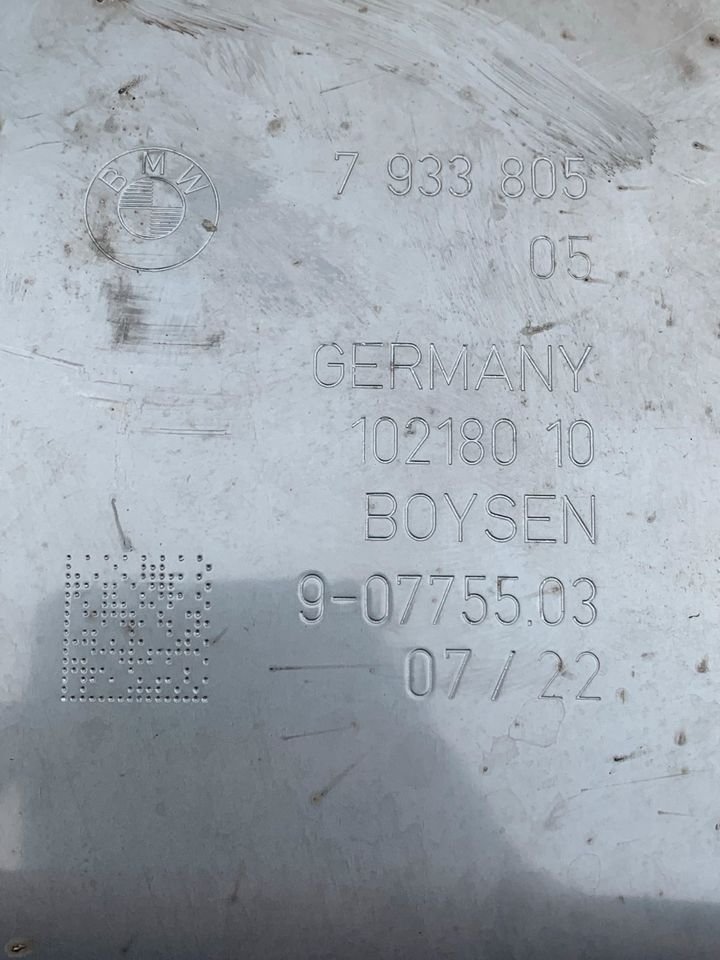 BMW
7 933 805
05
GERMANY
102180 10
BOYSEN
9-07755.03
07/22